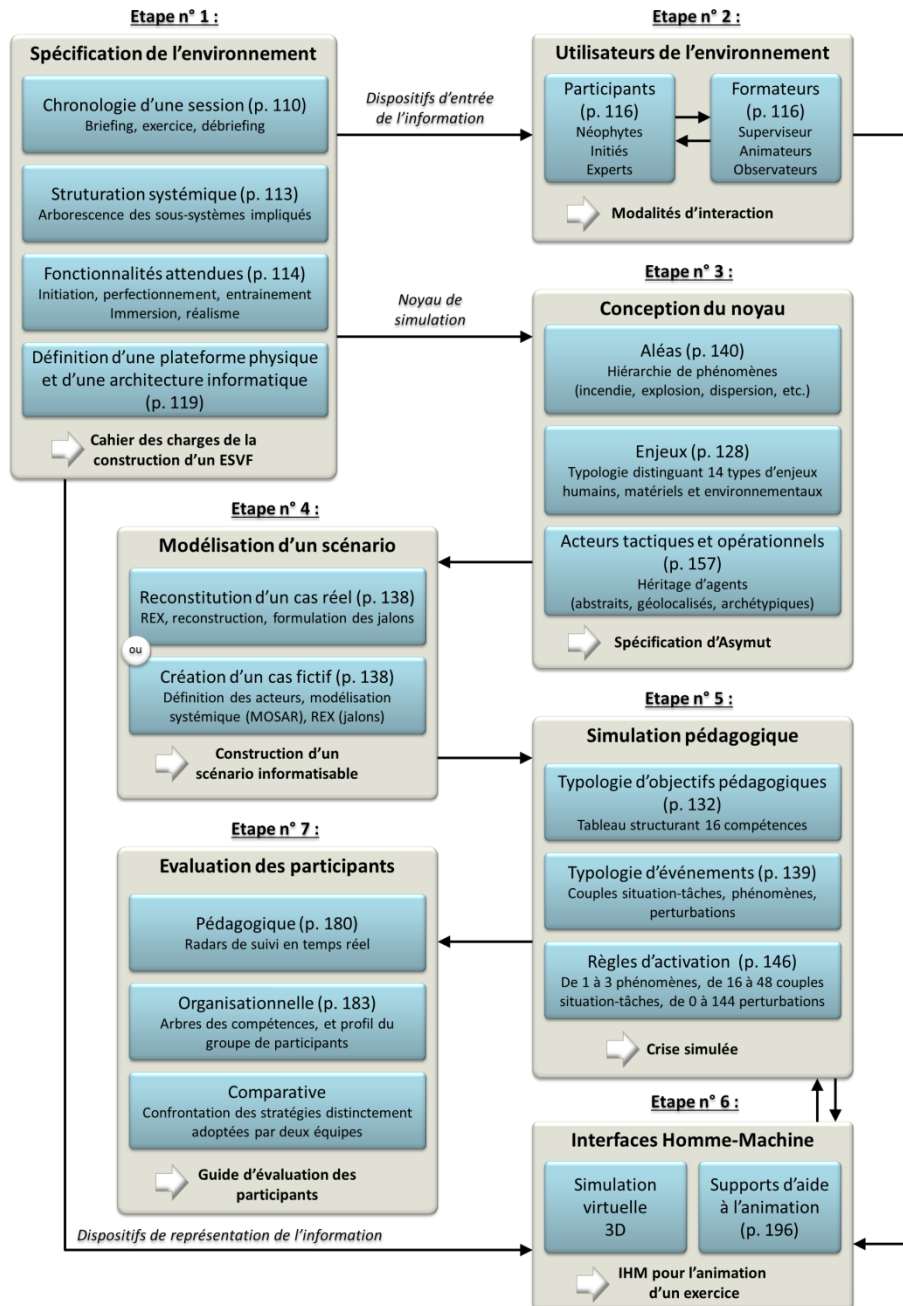 Etape n° 1 :
Spécification de l'environnement
Chronologie d'une session (p. 110)
Briefing, exercice, débriefing
Struturation systémique (p. 113)
Arborescence des sous-systèmes impliqués
Fonctionnalités attendues (p. 114)
Initiation, perfectionnement, entrainement
Immersion, réalisme
Définition d'une plateforme physique
et d'une architecture informatique
(p. 119)
Cahier des charges de la
construction d'un ESVF
Dispositifs d'entrée
de l'information
Noyau de
simulation
Etape n° 2 :
Utilisateurs de l'environnement
Participants
(p. 116)
Néophytes
Initiés
Experts
Formateurs
(p. 116)
Superviseur
Animateurs
Observateurs
Modalités d'interaction
Etape n° 3 :
Conception du noyau
Aléas (p. 140)
Hiérarchie de phénomènes
(incendie, explosion, dispersion, etc.)
Enjeux (p. 128)
Typologie distinguant 14 types d'enjeux
humains, matériels et environnementaux
Acteurs tactiques et opérationnels
(p. 157)
Héritage d'agents
(abstraits, géolocalisés, archétypiques)
Spécification d'Asymut
Etape n° 4 :
Modélisation d'un scénario
Reconstitution d'un cas réel (p. 138)
REX, reconstruction, formulation des jalons
ou
Création d'un cas fictif (p. 138)
Définition des acteurs, modélisation
systémique (MOSAR), REX (jalons)
Construction d'un
scénario informatisable
Etape n° 5 :
Simulation pédagogique
Typologie d'objectifs pédagogiques
(p. 132)
Tableau structurant 16 compétences
Typologie d'événements (p. 139)
Couples situation-tâches, phénomènes,
perturbations
Règles d'activation (p. 146)
De 1 à 3 phénomènes, de 16 à 48 couples
situation-tâches, de 0 à 144 perturbations
Crise simulée
Etape n° 7 :
Evaluation des participants
Pédagogique (p. 180)
Radars de suivi en temps réel
Organisationnelle (p. 183)
Arbres des compétences, et profil du
groupe de participants
Comparative
Confrontation des stratégies distinctement
adoptées par deux équipes
Guide d'évaluation des
participants
Dispositifs de représentation de l'information
Etape n° 6 :
Interfaces Homme-Machine
Simulation
virtuelle
3D
Supports d'aide
à l'animation
(p. 196)
IHM pour l'animation
d'un exercice